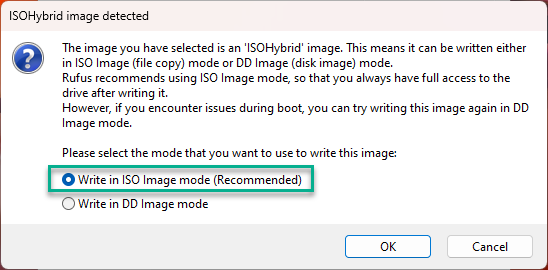 ISOHybrid image detected
The image you have selected is an 'ISOHybrid' image. This means it can be written either
in ISO Image (file copy) mode or DD Image (disk image) mode.
Rufus recommends using ISO Image mode, so that you always have full access to the
drive after writing it.
However, if you encounter issues during boot, you can try writing this image again in DD
Image mode.
Please select the mode that you want to use to write this image:
Write in ISO Image mode (Recommended)
Write in DD Image mode
OK
Cancel